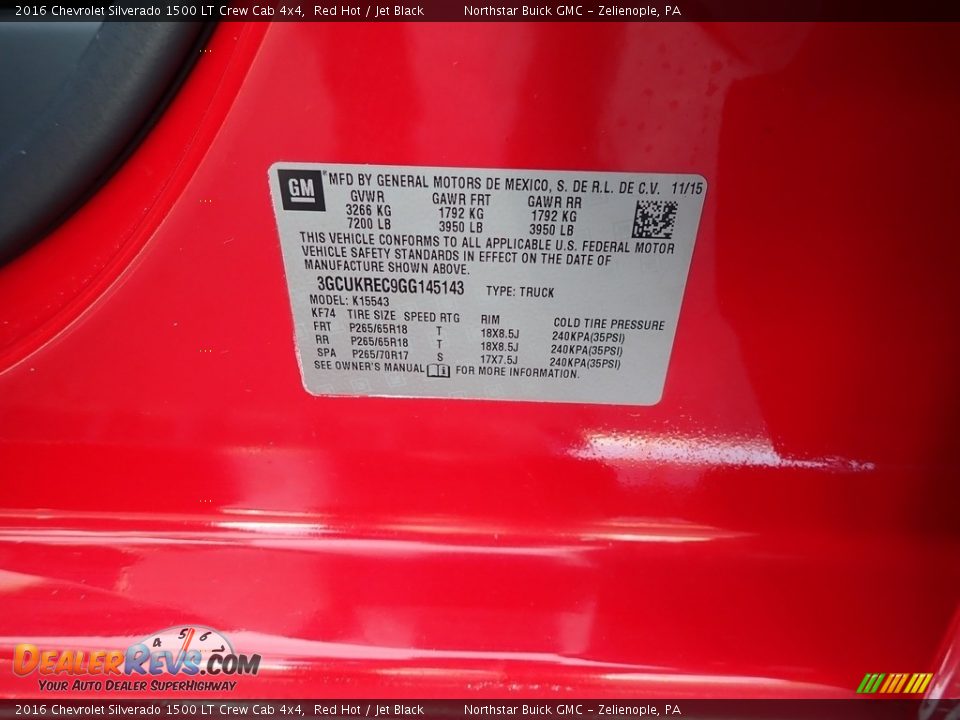 2016 Chevrolet Silverado 1500 LT Crew Cab 4x4, Red Hot / Jet Black Northstar Buick GMC – Zelienople, PA
GM ® MFD BY GENERAL MOTORS DE MEXICO, S. DE R.L. DE C.V. 11/15
GVWR GAWR FRT GAWR RR
3266 KG 1792 KG 1792 KG
7200 LB 3950 LB 3950 LB
THIS VEHICLE CONFORMS TO ALL APPLICABLE U.S. FEDERAL MOTOR
VEHICLE SAFETY STANDARDS IN EFFECT ON THE DATE OF
MANUFACTURE SHOWN ABOVE.
3GCUKREC9GG145143 TYPE: TRUCK
MODEL: K15543
KF74 TIRE SIZE SPEED RTG RIM COLD TIRE PRESSURE
FRT P265/65R18 T 18X8.5J 240KPA(35PSI)
RR P265/65R18 T 18X8.5J 240KPA(35PSI)
SPA P265/70R17 S 17X7.5J 240KPA(35PSI)
SEE OWNER'S MANUAL FOR MORE INFORMATION.
4 5 6
DEALERREVS.COM
YOUR AUTO DEALER SUPERHIGHWAY
2016 Chevrolet Silverado 1500 LT Crew Cab 4x4, Red Hot / Jet Black Northstar Buick GMC – Zelienople, PA